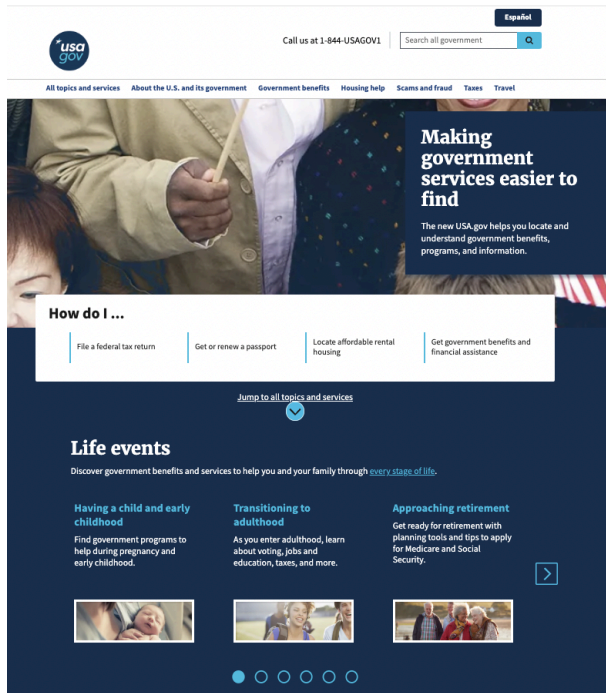 Español
usa
gov
Call us at 1-844-USAGOV1
Search all government
All topics and services About the U.S. and its government Government benefits Housing help Scams and fraud Taxes Travel
Making
government
services easier to
find
The new USA.gov helps you locate and
understand government benefits,
programs, and information.
How do I ...
File a federal tax return
Get or renew a passport
Locate affordable rental
housing
Get government benefits and
financial assistance
Jump to all topics and services
Life events
Discover government benefits and services to help you and your family through every stage of life.
Having a child and early
childhood
Find government programs to
help during pregnancy and
early childhood.
Transitioning to
adulthood
As you enter adulthood, learn
about voting, jobs and
education, taxes, and more.
Approaching retirement
Get ready for retirement with
planning tools and tips to apply
for Medicare and Social
Security.